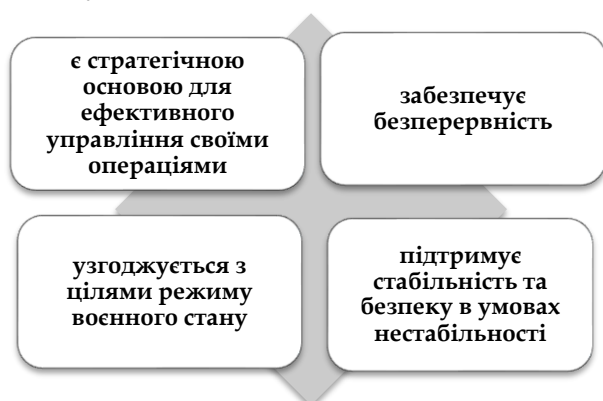 є стратегічною
основою для
ефективного
управління своїми
операціями
забезпечує
безперервність
узгоджується з
цілями режиму
воєнного стану
підтримує
стабільність та
безпеку в умовах
нестабільності